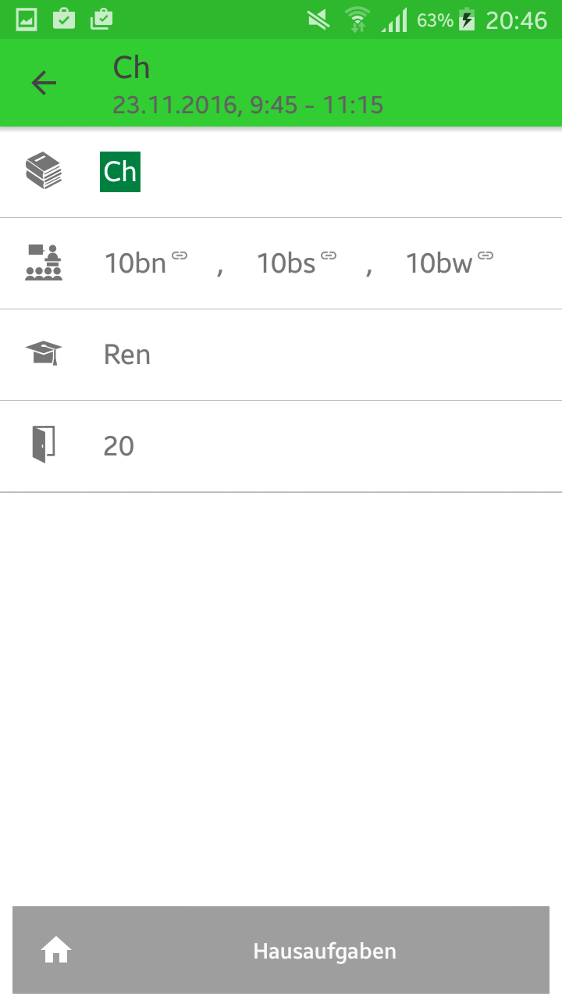 63% 20:46
Ch
23.11.2016, 9:45 - 11:15
Ch
10bn , 10bs , 10bw
Ren
20
Hausaufgaben